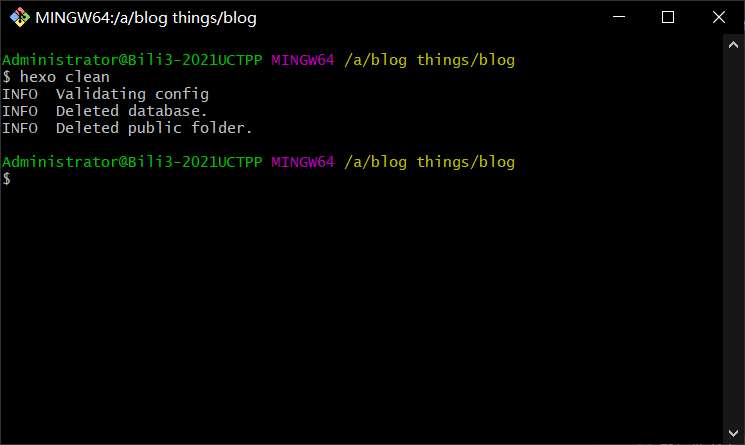 MINGW64:/a/blog things/blog
Administrator@Bili3-2021UCTPP MINGW64 /a/blog things/blog
$ hexo clean
INFO  Validating config
INFO  Deleted database.
INFO  Deleted public folder.
Administrator@Bili3-2021UCTPP MINGW64 /a/blog things/blog
$